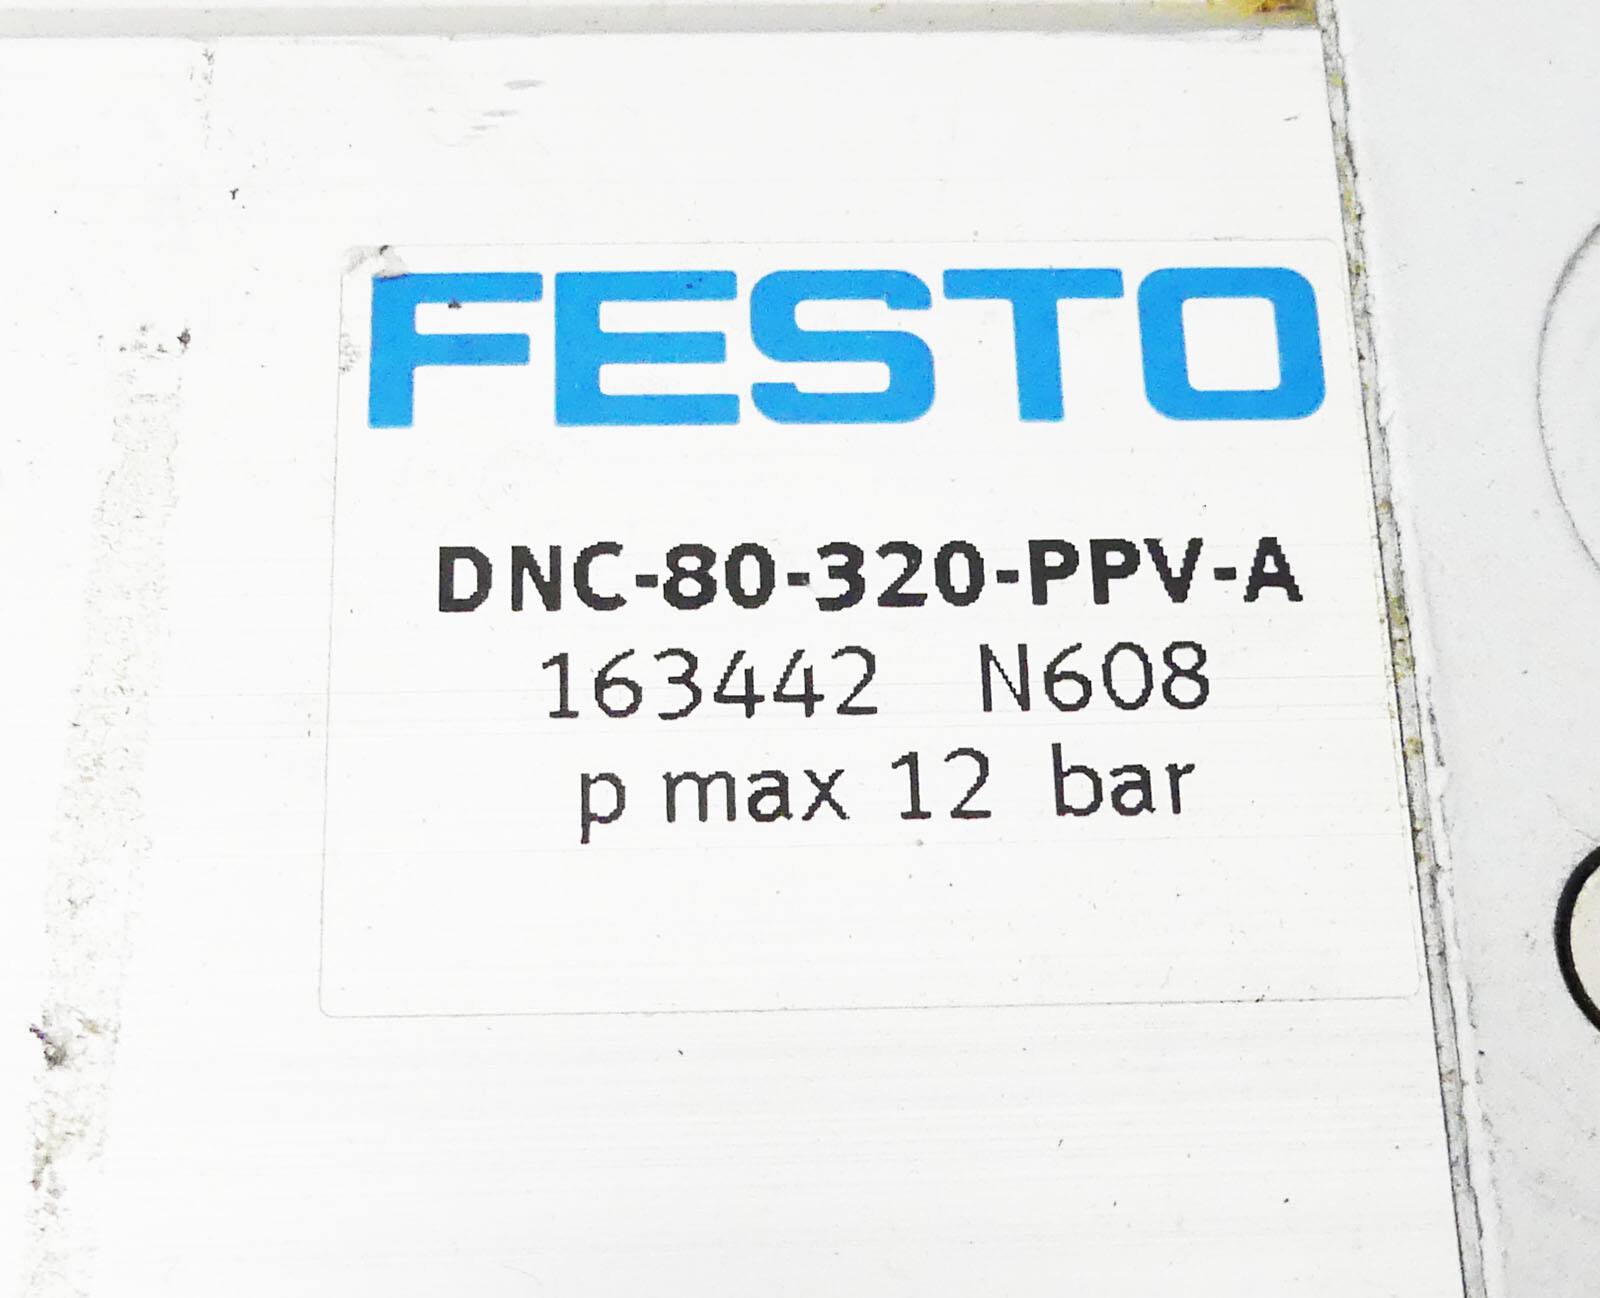 FESTO
DNC-80-320-PPV-A
163442 N608
p max 12 bar